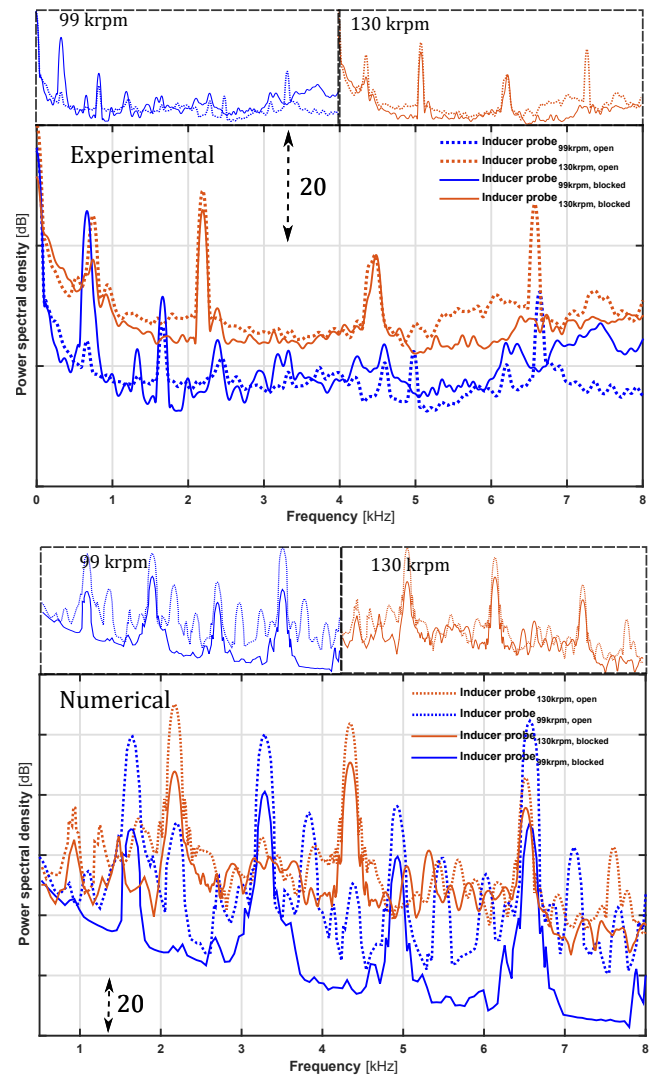 99 krpm
130 krpm
Experimental
20
Inducer probe99krpm, open
Inducer probe130krpm, open
Inducer probe99krpm, blocked
Inducer probe130krpm, blocked
Power spectral density [dB]
0 1 2 3 4 5 6 7 8
Frequency [kHz]
99 krpm
130 krpm
Numerical
Inducer probe130krpm, open
Inducer probe99krpm, open
Inducer probe130krpm, blocked
Inducer probe99krpm, blocked
Power spectral density [dB]
20
1 2 3 4 5 6 7 8
Frequency [kHz]